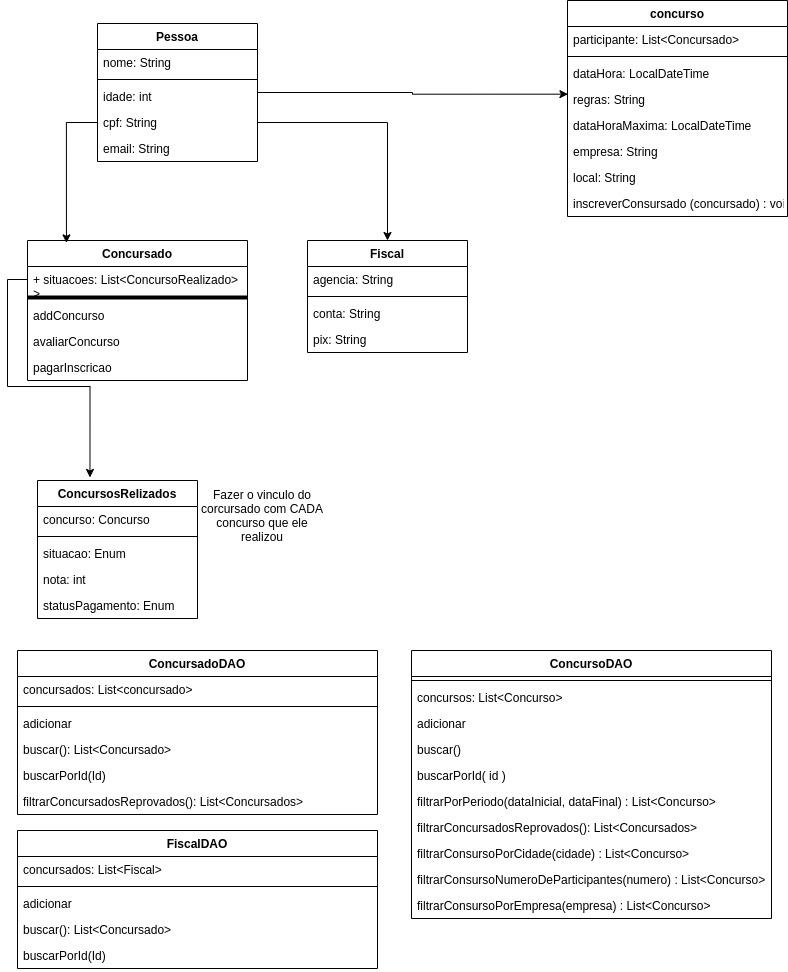 Pessoa
nome: String
idade: int
cpf: String
email: String
concurso
participante: List<Concursado>
dataHora: LocalDateTime
regras: String
dataHoraMaxima: LocalDateTime
empresa: String
local: String
inscreverConsursado (concursado) : voi
Concursado
+ situacoes: List<ConcursoRealizado>
>
addConcurso
avaliarConcurso
pagarInscricao
Fiscal
agencia: String
conta: String
pix: String
ConcursosRelizados
concurso: Concurso
situacao: Enum
nota: int
statusPagamento: Enum
Fazer o vinculo do
corcursado com CADA
concurso que ele
realizou
ConcursadoDAO
concursados: List<concursado>
adicionar
buscar(): List<Concursado>
buscarPorId(Id)
filtrarConcursadosReprovados(): List<Concursados>
FiscalDAO
concursados: List<Fiscal>
adicionar
buscar(): List<Concursado>
buscarPorId(Id)
ConcursoDAO
concursos: List<Concurso>
adicionar
buscar()
buscarPorId( id )
filtrarPorPeriodo(dataInicial, dataFinal) : List<Concurso>
filtrarConcursadosReprovados(): List<Concursados>
filtrarConsursoPorCidade(cidade) : List<Concurso>
filtrarConsursoNumeroDeParticipantes(numero) : List<Concurso>
filtrarConsursoPorEmpresa(empresa) : List<Concurso>